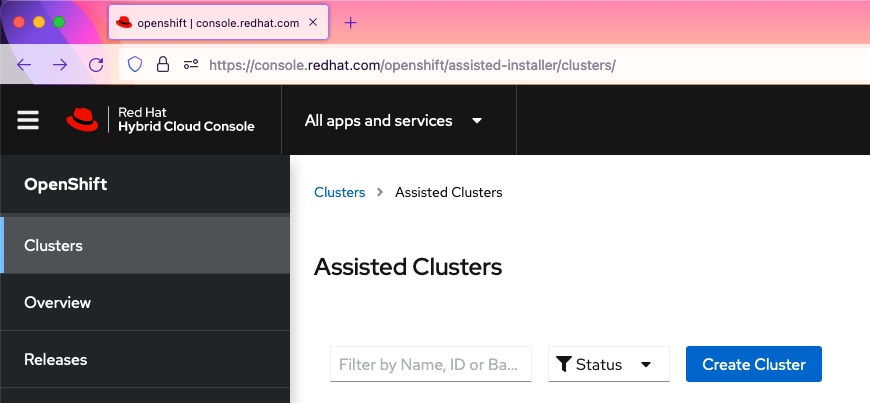 openshift | console.redhat.com
https://console.redhat.com/openshift/assisted-installer/clusters/
Red Hat
Hybrid Cloud Console
All apps and services
OpenShift
Clusters
Overview
Releases
Clusters > Assisted Clusters
Assisted Clusters
Filter by Name, ID or Ba...
Status
Create Cluster